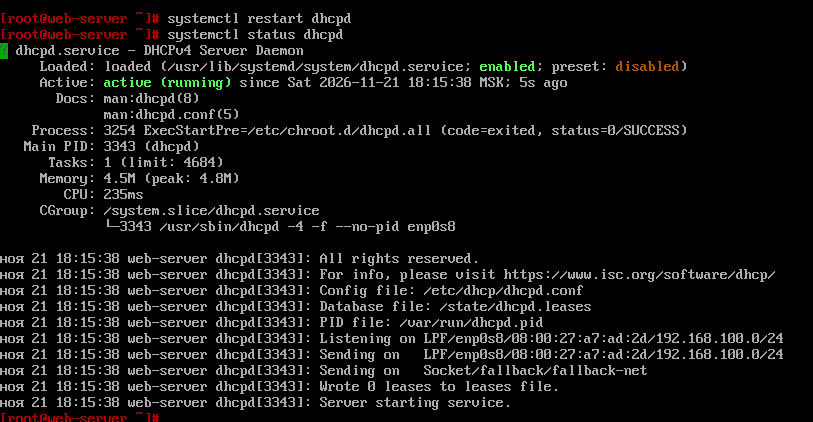 [root@web-server ~]# systemctl restart dhcpd
[root@web-server ~]# systemctl status dhcpd
dhcpd.service - DHCPv4 Server Daemon
Loaded: loaded (/usr/lib/systemd/system/dhcpd.service; enabled; preset: disabled)
Active: active (running) since Sat 2026-11-21 18:15:38 MSK; 5s ago
Docs: man:dhcpd(8)
man:dhcpd.conf(5)
Process: 3254 ExecStartPre=/etc/chroot.d/dhcpd.all (code=exited, status=0/SUCCESS)
Main PID: 3343 (dhcpd)
Tasks: 1 (limit: 4684)
Memory: 4.5M (peak: 4.8M)
CPU: 235ms
CGroup: /system.slice/dhcpd.service
└─3343 /usr/sbin/dhcpd -4 -f --no-pid enp0s8
ноя 21 18:15:38 web-server dhcpd[3343]: All rights reserved.
ноя 21 18:15:38 web-server dhcpd[3343]: For info, please visit https://www.isc.org/software/dhcp/
ноя 21 18:15:38 web-server dhcpd[3343]: Config file: /etc/dhcp/dhcpd.conf
ноя 21 18:15:38 web-server dhcpd[3343]: Database file: /state/dhcpd.leases
ноя 21 18:15:38 web-server dhcpd[3343]: PID file: /var/run/dhcpd.pid
ноя 21 18:15:38 web-server dhcpd[3343]: Listening on LPF/enp0s8/08:00:27:a7:ad:2d/192.168.100.0/24
ноя 21 18:15:38 web-server dhcpd[3343]: Sending on   LPF/enp0s8/08:00:27:a7:ad:2d/192.168.100.0/24
ноя 21 18:15:38 web-server dhcpd[3343]: Sending on   Socket/fallback/fallback-net
ноя 21 18:15:38 web-server dhcpd[3343]: Wrote 0 leases to leases file.
ноя 21 18:15:38 web-server dhcpd[3343]: Server starting service.
[root@web-server ~]#